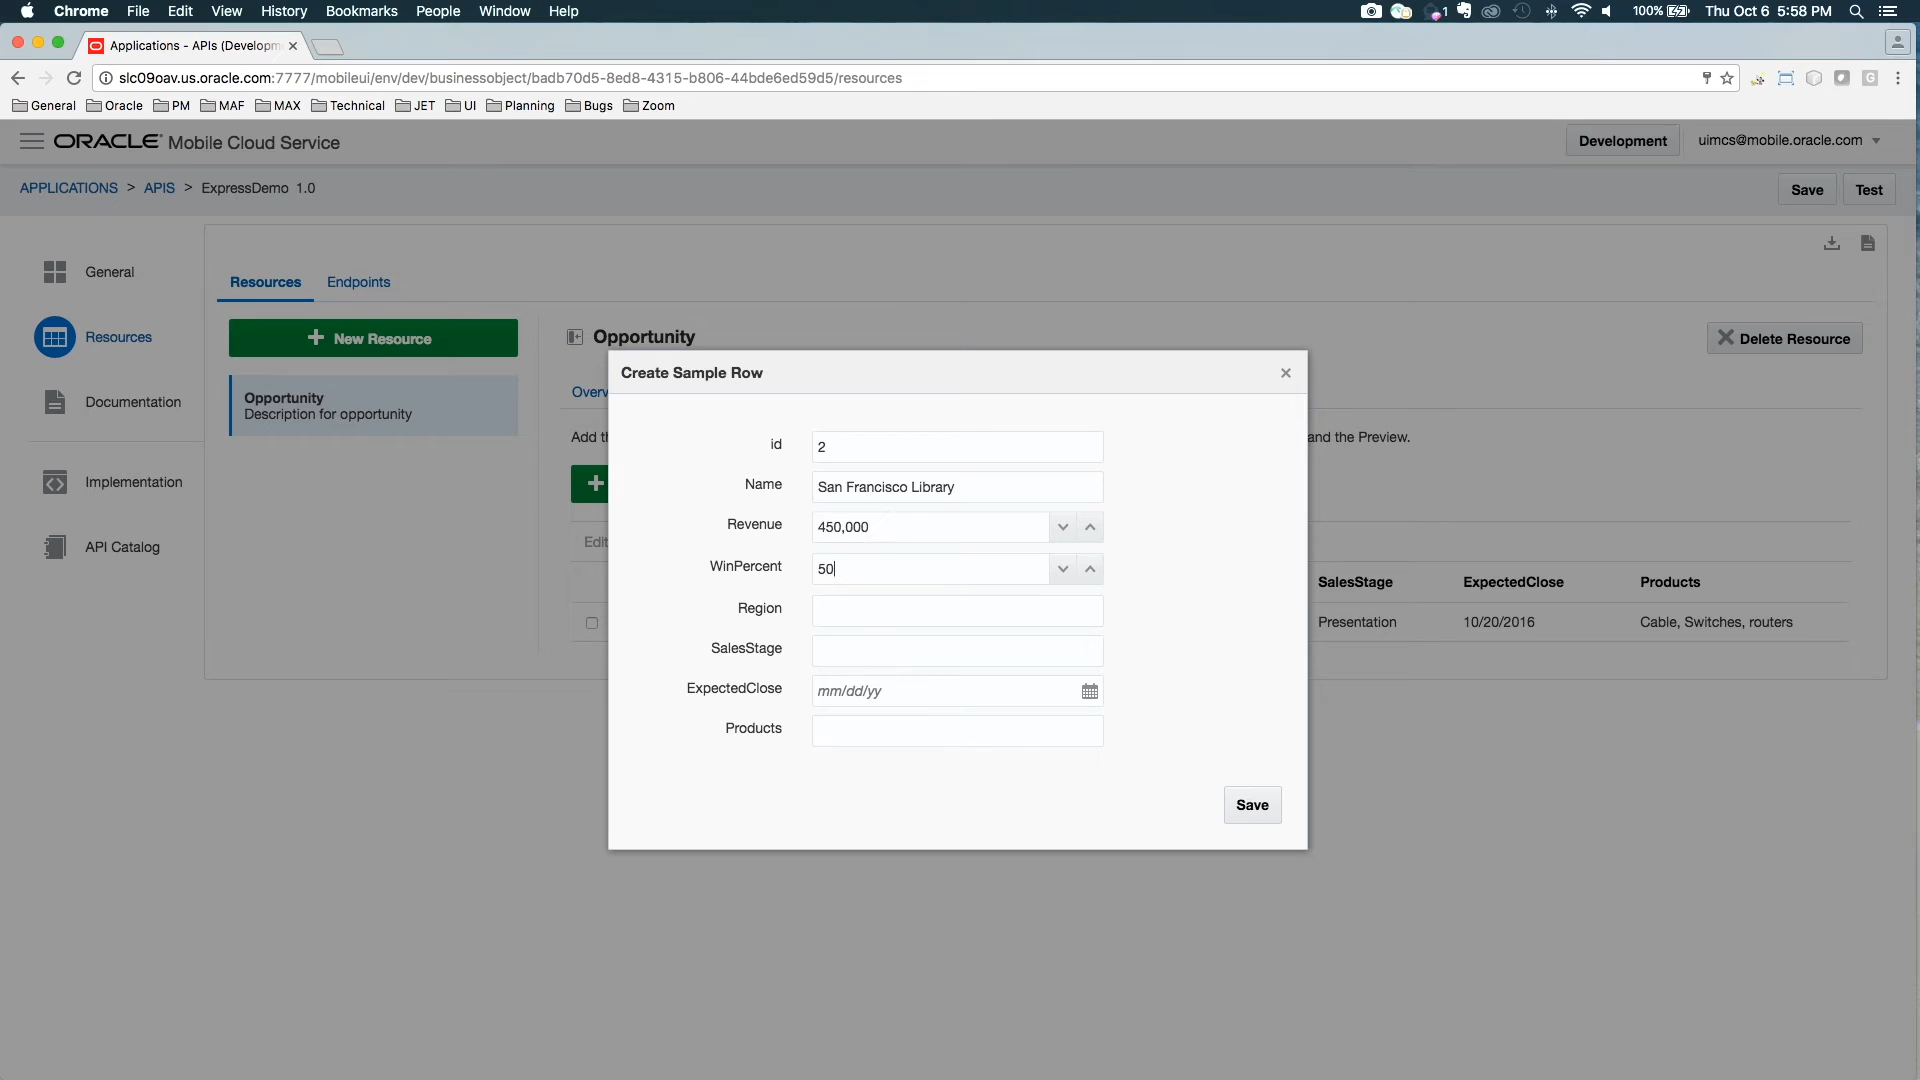 Chrome File Edit View History Bookmarks People Window Help 1 100% Thu Oct 6 5:58 PM
Applications - APIs (Developm
slc09oav.us.oracle.com:7777/mobileui/env/dev/businessobject/badb70d5-8ed8-4315-b806-44bde6ed59d5/resources
General Oracle PM MAF MAX Technical JET UI Planning Bugs Zoom
ORACLE Mobile Cloud Service Development uimcs@mobile.oracle.com
APPLICATIONS > APIS > ExpressDemo 1.0 Save Test
General
Resources Endpoints
New Resource
Opportunity
Delete Resource
Resources
Opportunity
Description for opportunity
Documentation
Implementation
API Catalog
Overv
Add th and the Preview.
Edit
SalesStage ExpectedClose Products
Presentation 10/20/2016 Cable, Switches, routers
Create Sample Row
id 2
Name San Francisco Library
Revenue 450,000
WinPercent 50
Region
SalesStage
ExpectedClose mm/dd/yy
Products
Save